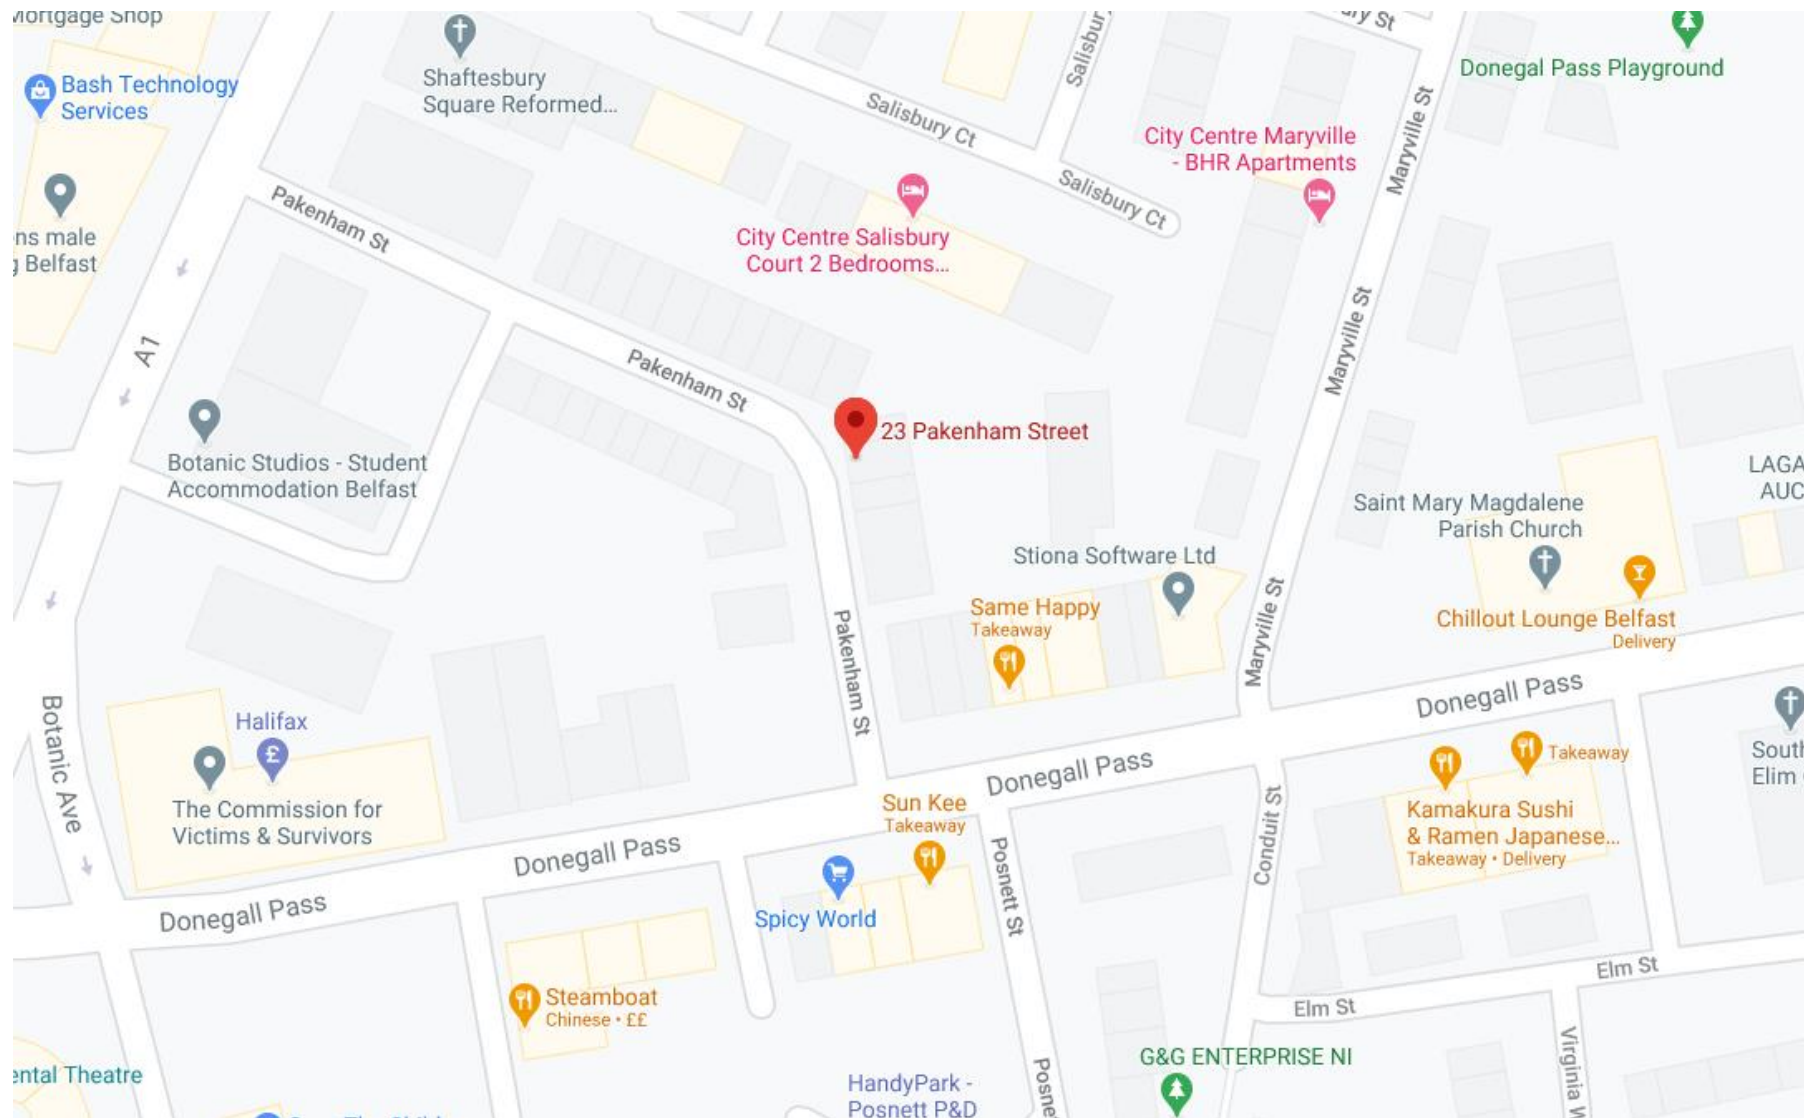 Mortgage Shop
Bash Technology
Services
Shaftesbury
Square Reformed...
Donegal Pass Playground
Salisbury Ct
Salisbury Ct
City Centre Maryville
- BHR Apartments
Maryville St
Pakenham St
City Centre Salisbury
Court 2 Bedrooms...
male
Belfast
A1
Maryville St
Pakenham St
23 Pakenham Street
Botanic Studios - Student
Accommodation Belfast
Saint Mary Magdalene
Parish Church
Stiona Software Ltd
Same Happy
Takeaway
Chillout Lounge Belfast
Delivery
Maryville St
Pakenham St
Botanic Ave
Halifax
The Commission for
Victims & Survivors
Donegall Pass
Donegall Pass
Donegall Pass
Donegall Pass
Sun Kee
Takeaway
Takeaway
Kamakura Sushi
& Ramen Japanese...
Takeaway • Delivery
South
Elim
Spicy World
Posnett St
Conduit St
Elm St
Elm St
Steamboat
Chinese • ££
G&G ENTERPRISE NI
Virginia
Theatre
HandyPark -
Posnett P&D